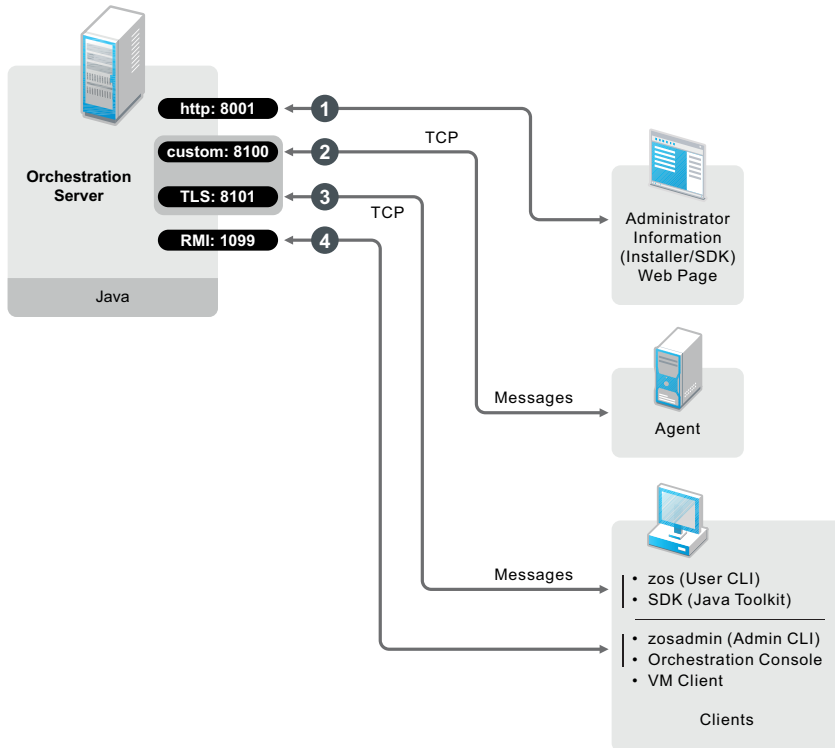 http: 8001
1
custom: 8100
2
TCP
Orchestration
Server
TLS: 8101
3
TCP
RMI: 1099
4
Java
Administrator
Information
(Installer/SDK)
Web Page
Messages
Agent
Messages
• zos (User CLI)
• SDK (Java Toolkit)
• zosadmin (Admin CLI)
• Orchestration Console
• VM Client
Clients